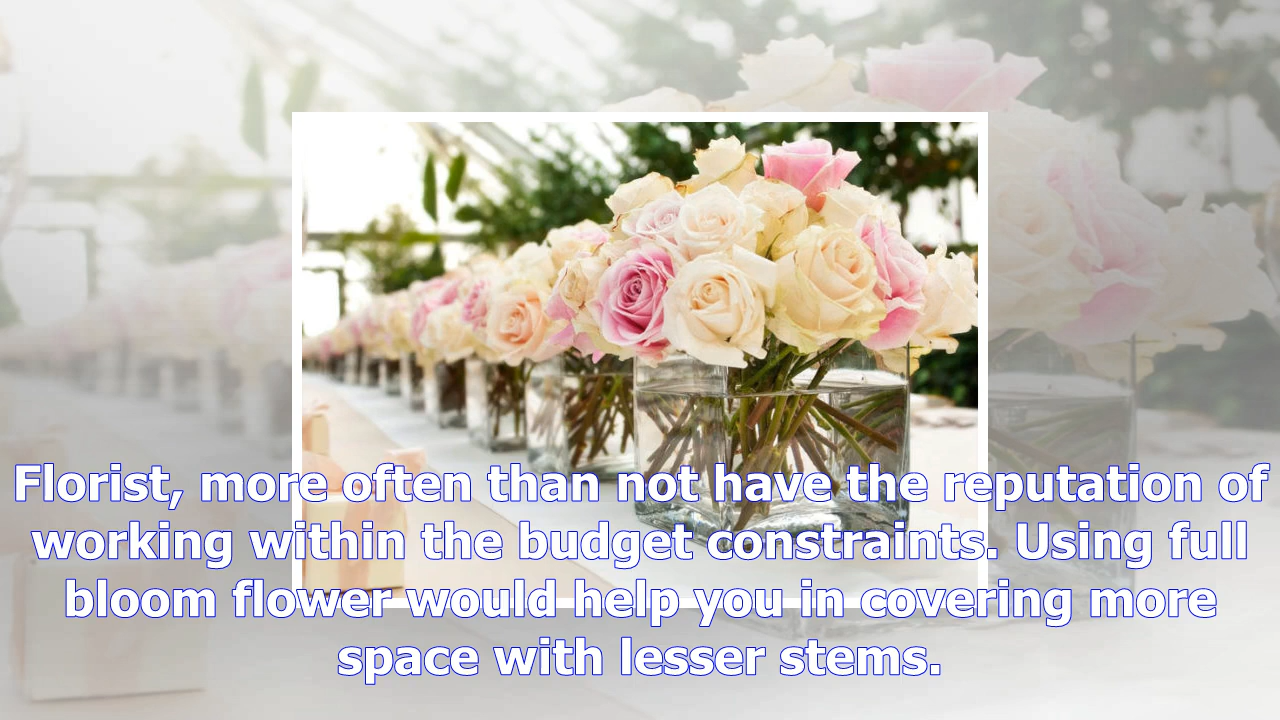 Florist, more often than not have the reputation of
working within the budget constraints. Using full
bloom flower would help you in covering more
space with lesser stems.